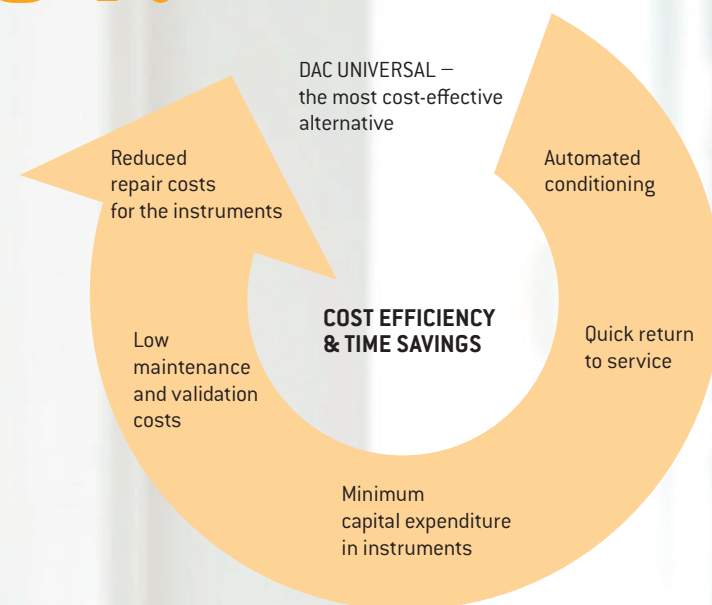 DAC UNIVERSAL –
the most cost-effective
alternative
Automated
conditioning
Quick return
to service
Minimum
capital expenditure
in instruments
Low
maintenance
and validation
costs
Reduced
repair costs
for the instruments
COST EFFICIENCY
& TIME SAVINGS